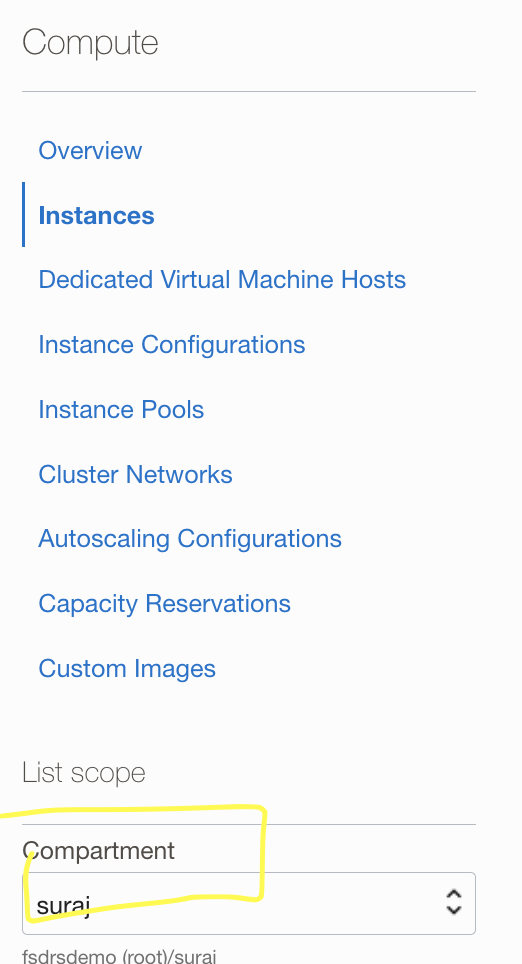 Compute
Overview
Instances
Dedicated Virtual Machine Hosts
Instance Configurations
Instance Pools
Cluster Networks
Autoscaling Configurations
Capacity Reservations
Custom Images
List scope
Compartment
suraj
fsdrsdemo (root)/suraj